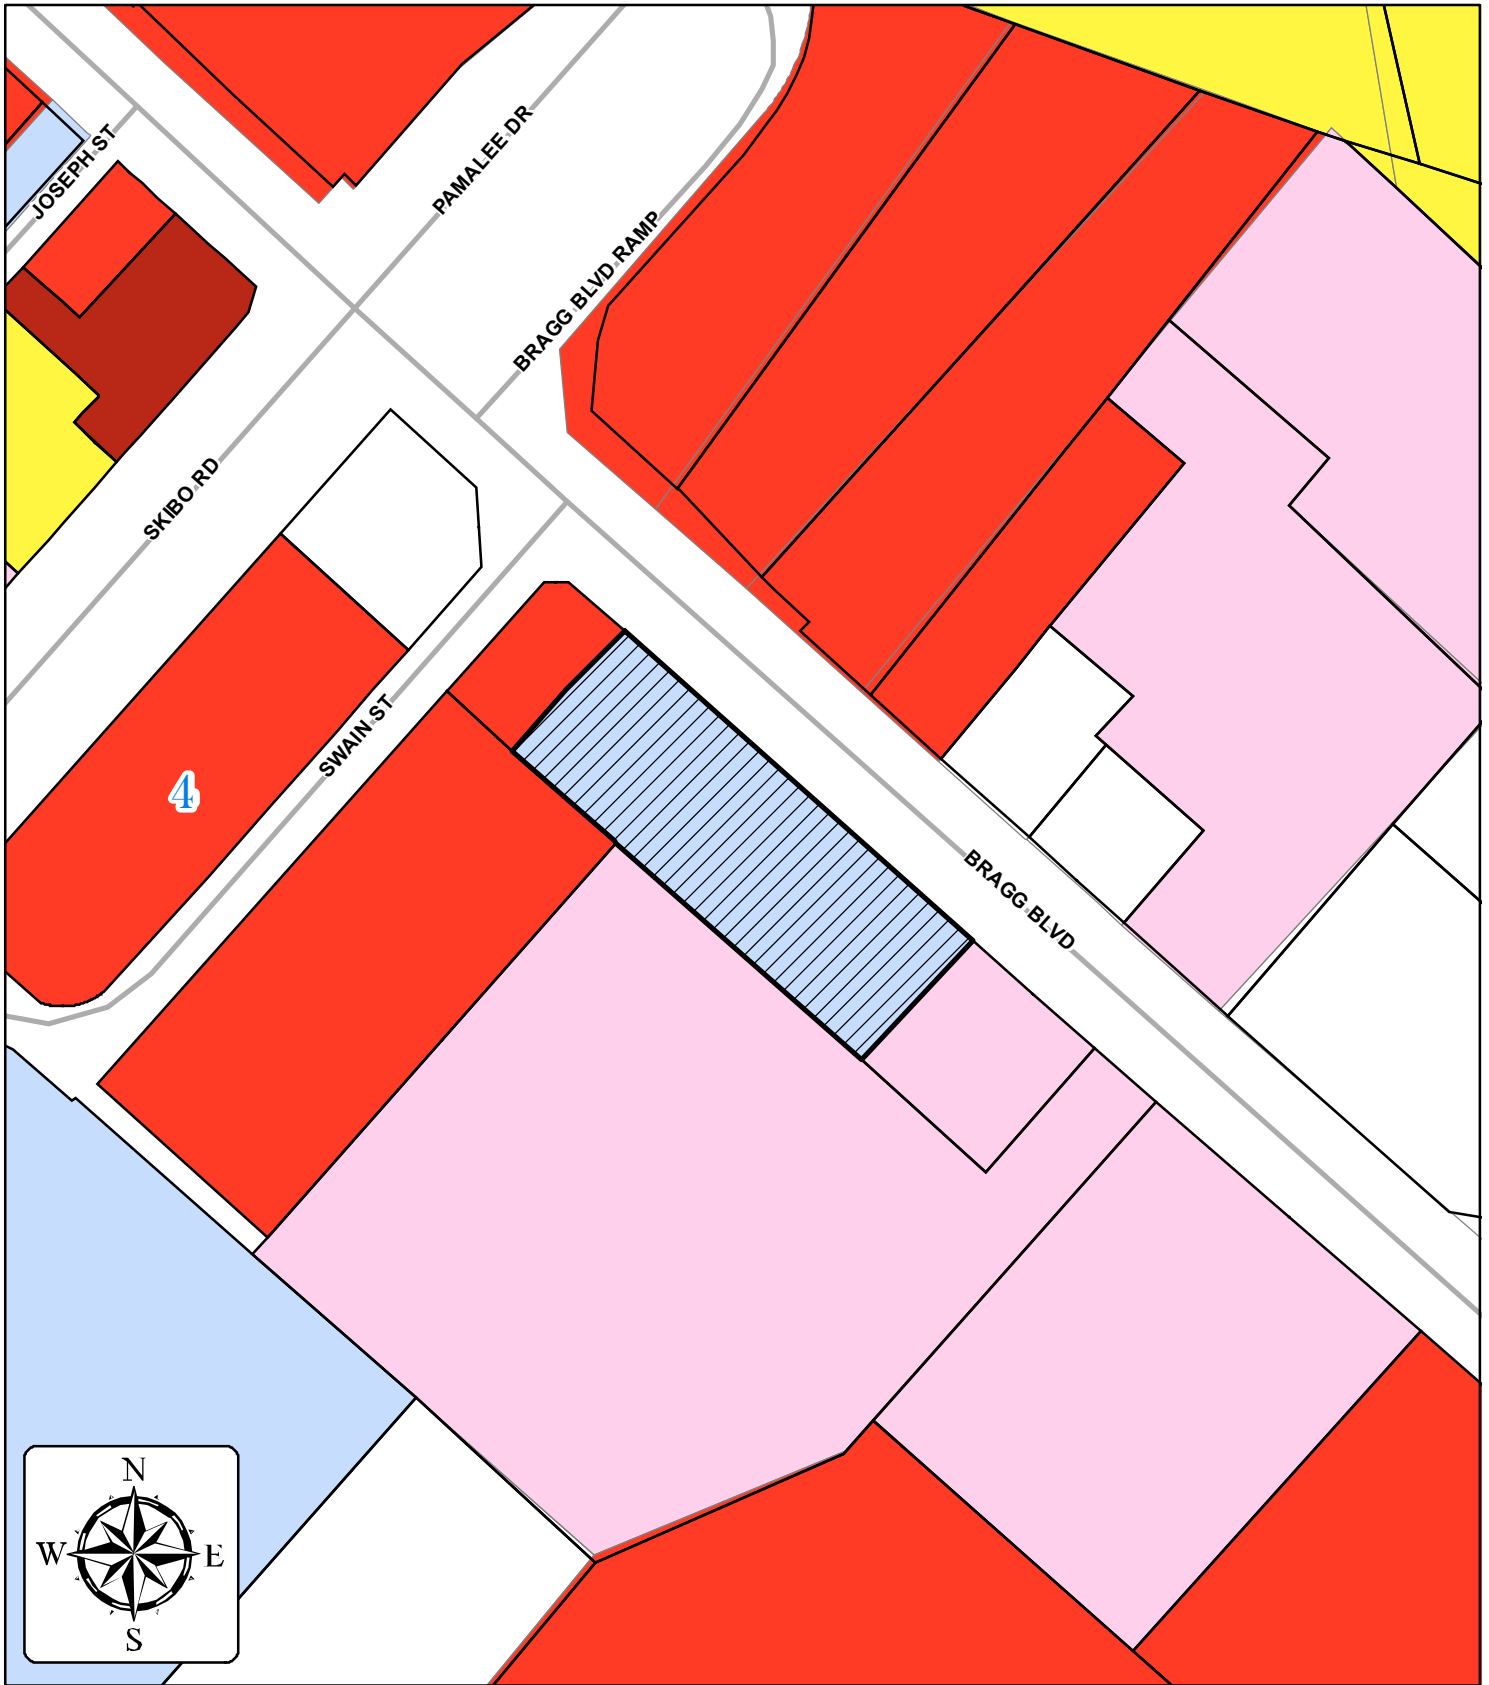 JOSEPH ST
PAMALEE DR
BRAGG BLVD RAMP
SKIBO RD
SWAIN ST
4
BRAGG BLVD
N
W
E
S